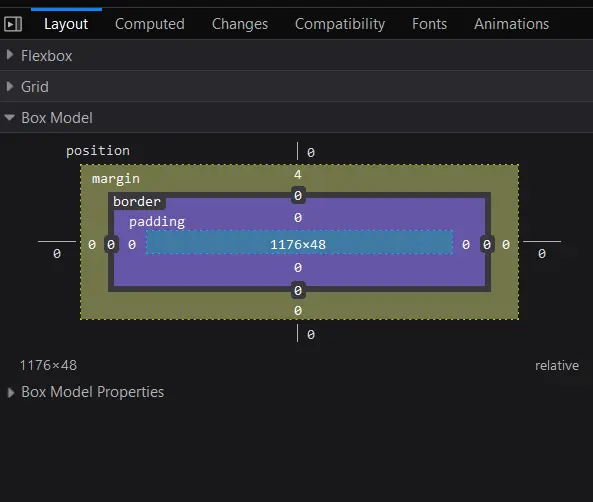 Layout Computed Changes Compatibility Fonts Animations
Flexbox
Grid
Box Model
position 0
margin 4
border 0
padding 0
0 0 0 0 1176×48 0 0 0 0
0
0
0
0
1176×48 relative
Box Model Properties